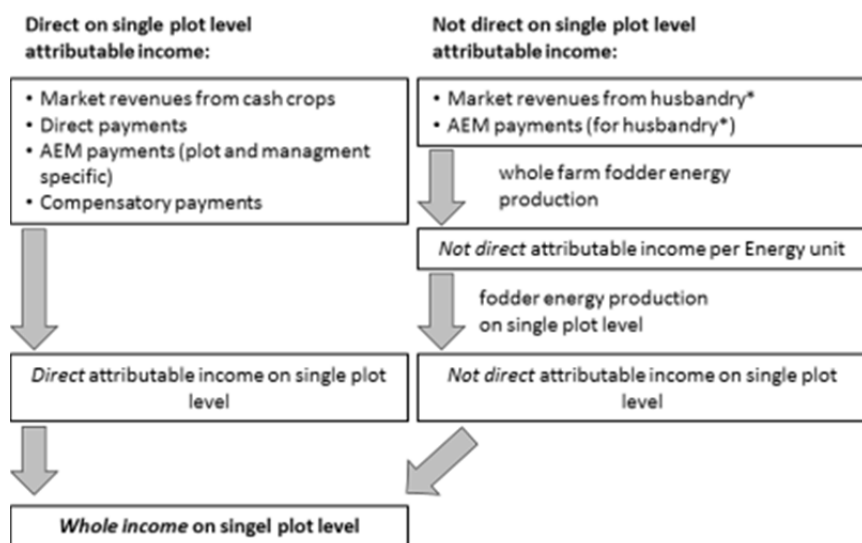 Direct on single plot level
attributable income:
• Market revenues from cash crops
• Direct payments
• AEM payments (plot and managment
specific)
• Compensatory payments
Direct attributable income on single plot
level
Not direct on single plot level
attributable income:
• Market revenues from husbandry*
• AEM payments (for husbandry*)
whole farm fodder energy
production
Not direct attributable income per Energy unit
fodder energy production
on single plot level
Not direct attributable income on single plot
level
Whole income on singel plot level